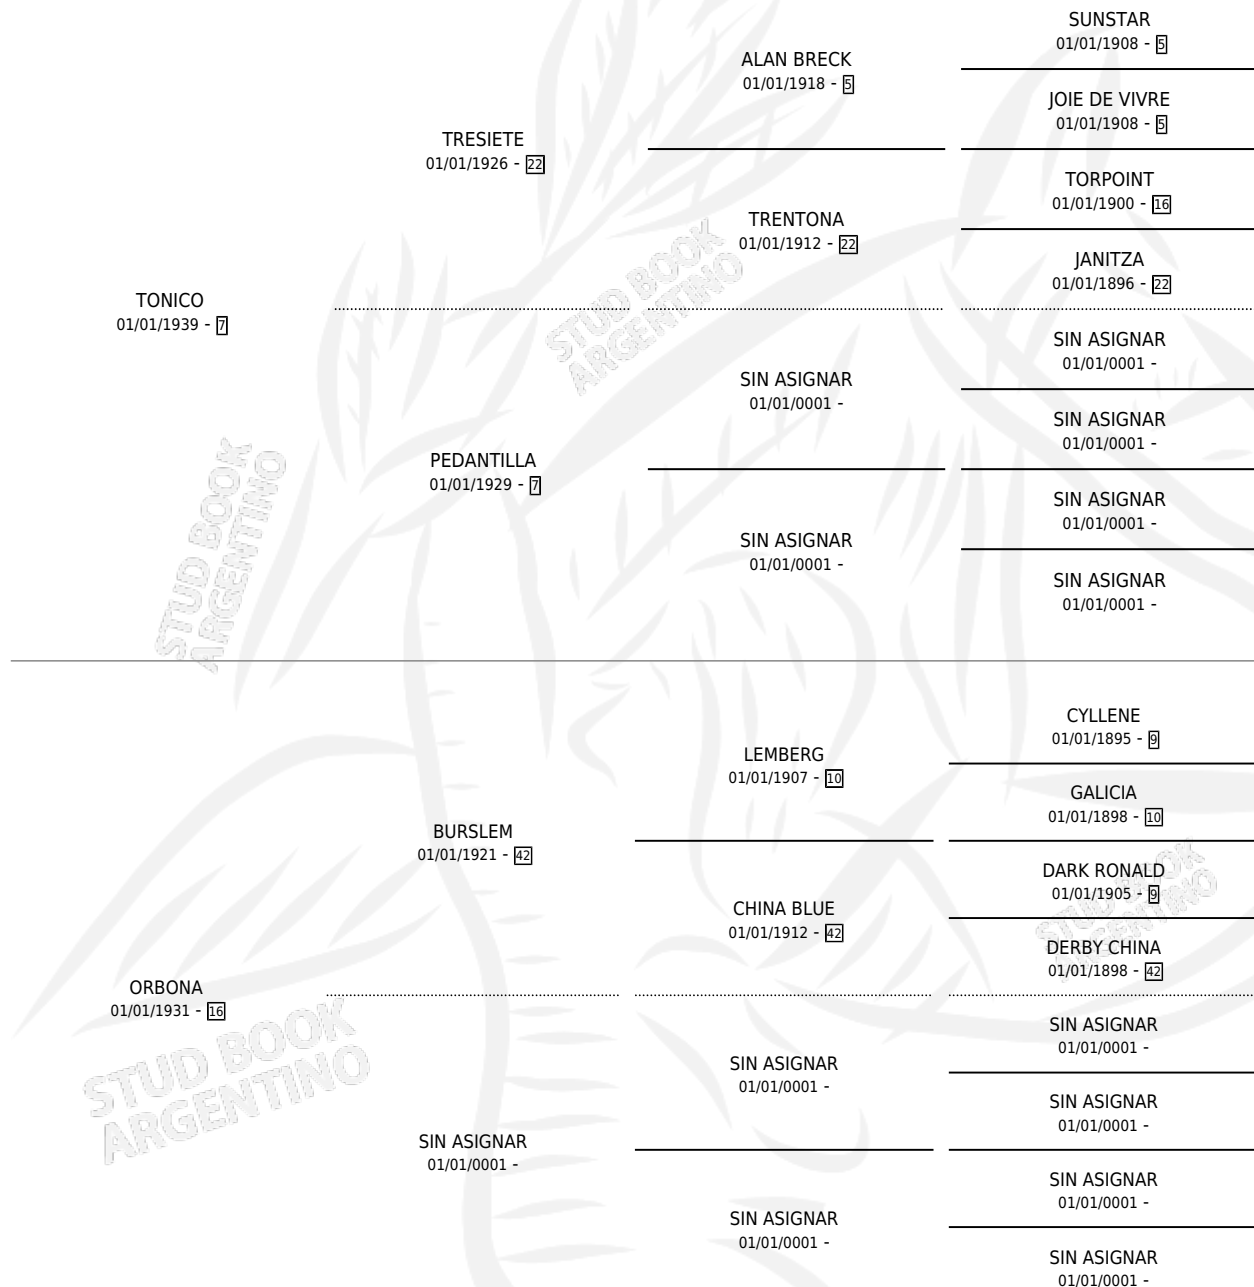 SUNSTAR
01/01/1908 - 5
ALAN BRECK
01/01/1918 - 5
JOIE DE VIVRE
01/01/1908 - 5
TRESIETE
01/01/1926 - 22
TORPOINT
01/01/1900 - 16
TRENTONA
01/01/1912 - 22
JANITZA
01/01/1896 - 22
TONICO
01/01/1939 - 7
SIN ASIGNAR
01/01/0001 -
SIN ASIGNAR
01/01/0001 -
SIN ASIGNAR
01/01/0001 -
PEDANTILLA
01/01/1929 - 7
SIN ASIGNAR
01/01/0001 -
SIN ASIGNAR
01/01/0001 -
SIN ASIGNAR
01/01/0001 -
STUD BOOK
ARGENTINO
STUD BOOK
ARGENTINO
CYLLENE
01/01/1895 - 9
LEMBERG
01/01/1907 - 10
GALICIA
01/01/1898 - 10
BURSLEM
01/01/1921 - 42
DARK RONALD
01/01/1905 - 9
CHINA BLUE
01/01/1912 - 42
DERBY CHINA
01/01/1898 - 42
STUD BOOK
ARGENTINO
ORBONA
01/01/1931 - 16
SIN ASIGNAR
01/01/0001 -
SIN ASIGNAR
01/01/0001 -
SIN ASIGNAR
01/01/0001 -
STUD BOOK
ARGENTINO
SIN ASIGNAR
01/01/0001 -
SIN ASIGNAR
01/01/0001 -
SIN ASIGNAR
01/01/0001 -
SIN ASIGNAR
01/01/0001 -